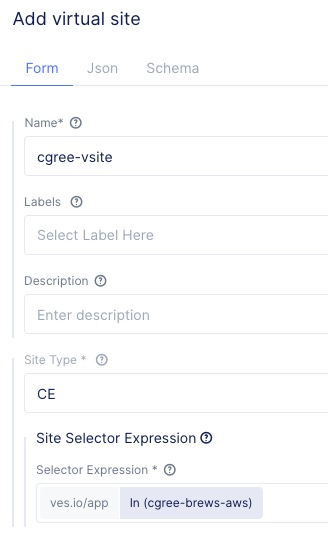 Add virtual site
Form Json Schema
Name*
cgree-vsite
Labels
Select Label Here
Description
Enter description
Site Type *
CE
Site Selector Expression
Selector Expression *
ves.io/app In (cgree-brews-aws)